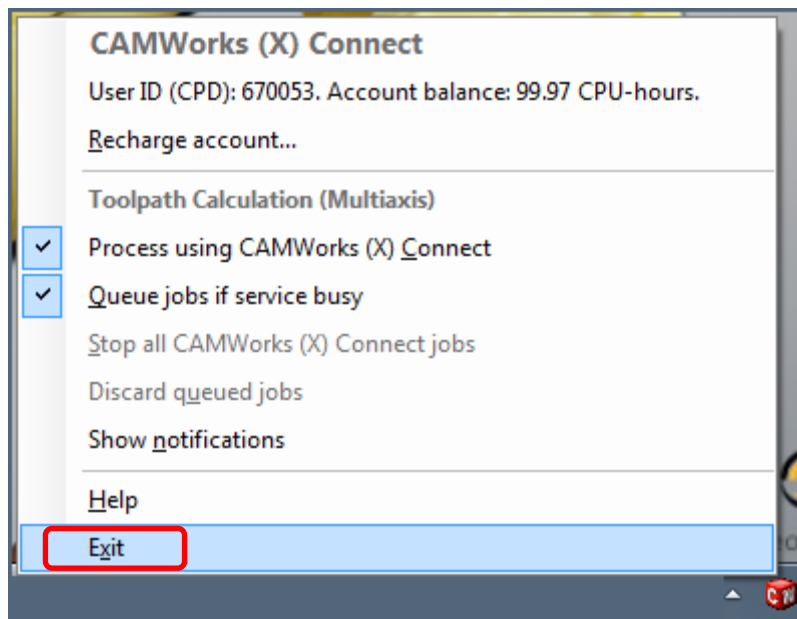 CAMWorks (X) Connect
User ID (CPD): 670053. Account balance: 99.97 CPU-hours.
Recharge account...
Toolpath Calculation (Multiaxis)
Process using CAMWorks (X) Connect
Queue jobs if service busy
Stop all CAMWorks (X) Connect jobs
Discard queued jobs
Show notifications
Help
Exit